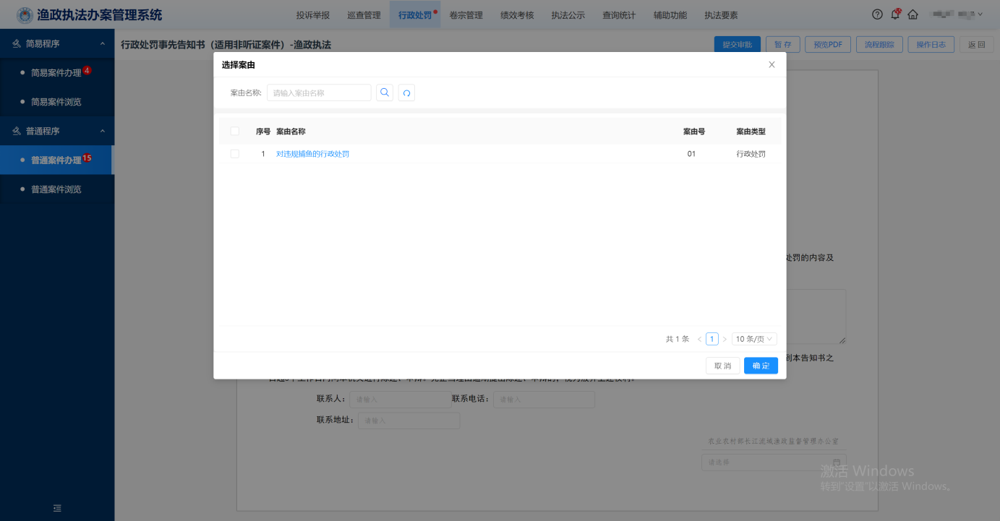 渔政执法办案管理系统
投诉举报 巡查管理 行政处罚 卷宗管理 绩效考核 执法公示 查询统计 辅助功能 执法要素
简易程序
简易案件办理 4
简易案件浏览
普通程序
普通案件办理 15
普通案件浏览
行政处罚事先告知书（适用非听证案件）-渔政执法
提交审批 暂 存 预览PDF 流程跟踪 操作日志 返 回
选择案由
案由名称: 请输入案由名称
序号 案由名称 案由号 案由类型
1 对违规捕鱼的行政处罚 01 行政处罚
处罚的内容及
共 1 条 1 10 条/页
到本告知书之
取 消 确 定
联系人： 请输入 联系电话： 请输入
联系地址： 请输入
农业农村部长江流域渔政监督管理办公室
请选择
激活 Windows
转到"设置"以激活 Windows。